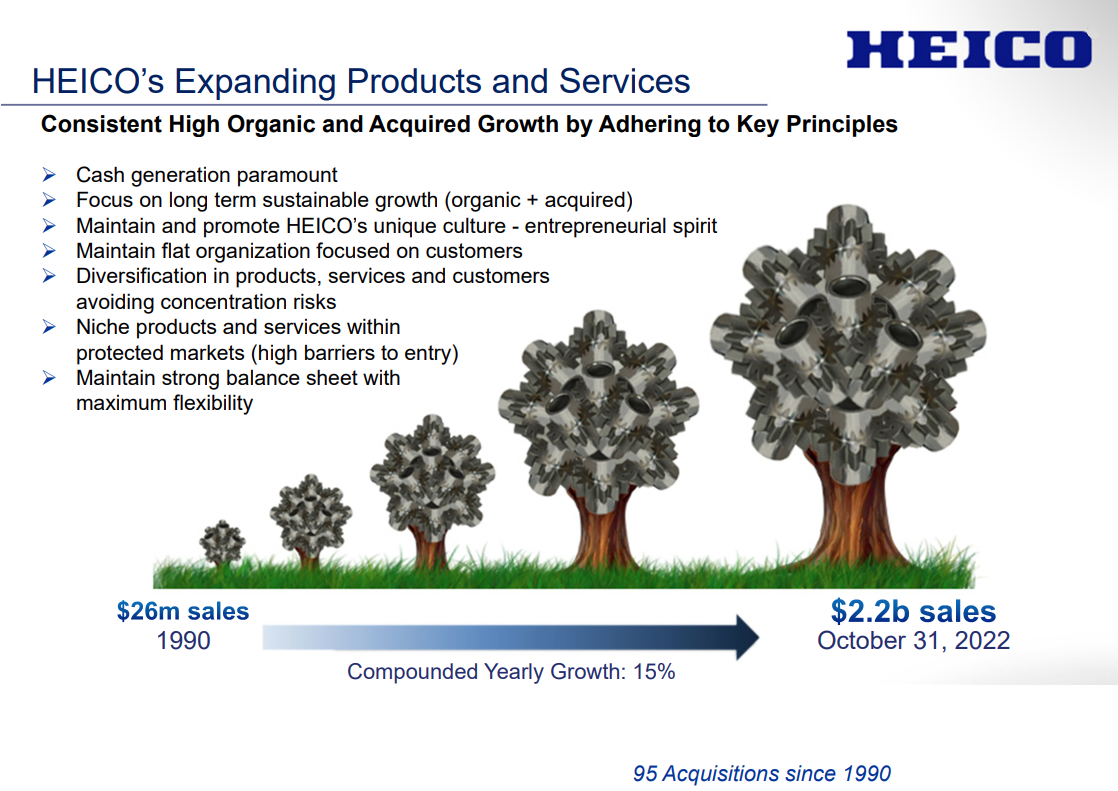 HEICO
HEICO’s Expanding Products and Services
Consistent High Organic and Acquired Growth by Adhering to Key Principles
➢ Cash generation paramount
➢ Focus on long term sustainable growth (organic + acquired)
➢ Maintain and promote HEICO’s unique culture - entrepreneurial spirit
➢ Maintain flat organization focused on customers
➢ Diversification in products, services and customers
avoiding concentration risks
➢ Niche products and services within
protected markets (high barriers to entry)
➢ Maintain strong balance sheet with
maximum flexibility
$26m sales
1990
$2.2b sales
October 31, 2022
Compounded Yearly Growth: 15%
95 Acquisitions since 1990